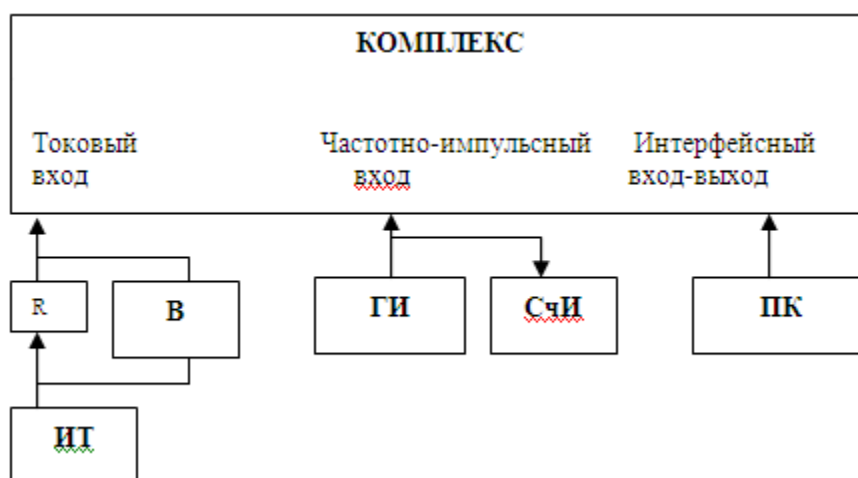 КОМПЛЕКС
Токовый
вход
Частотно-импульсный
вход
Интерфейсный
вход-выход
R
В
ГИ
СчИ
ПК
ИТ